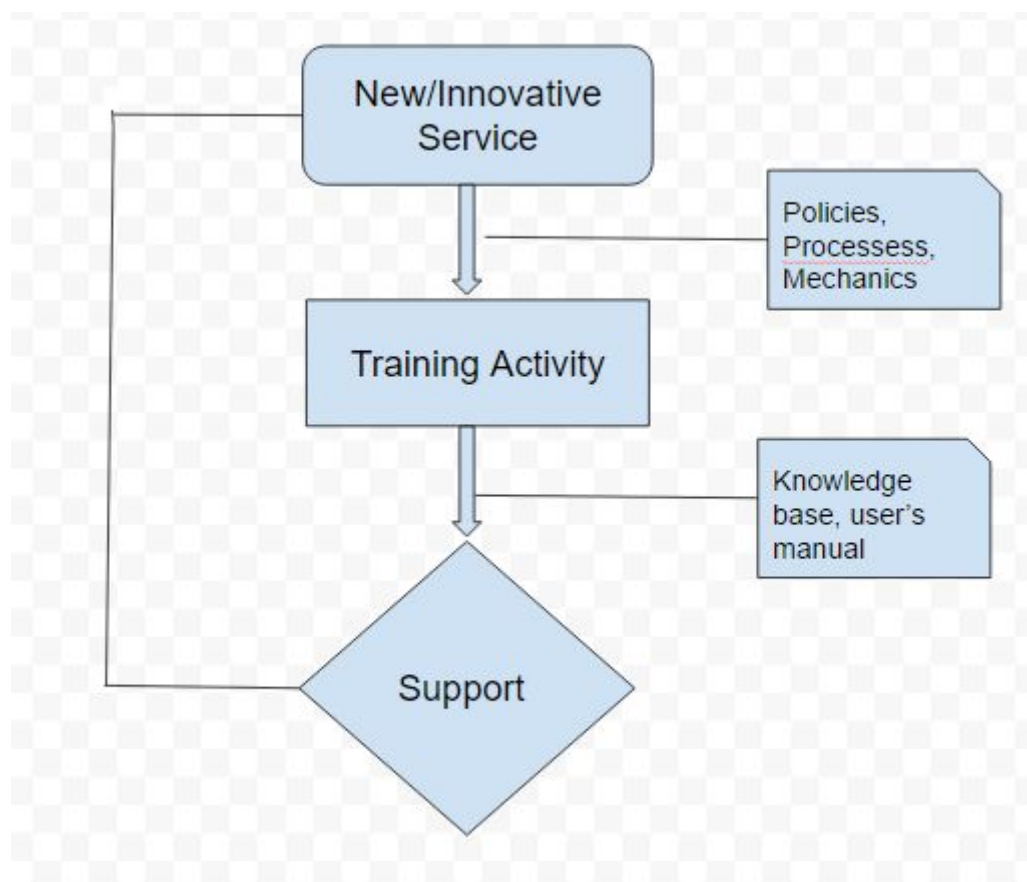 New/Innovative
Service
Policies,
Processess,
Mechanics
Training Activity
Knowledge
base, user’s
manual
Support